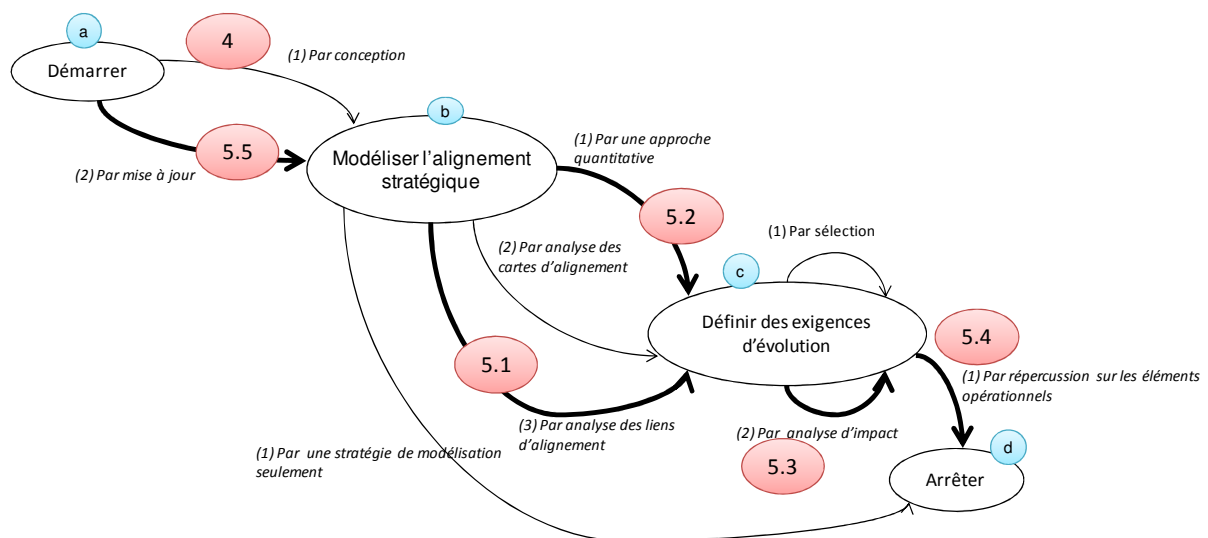 a
4
Démarrer
(1) Par conception
b
5.5
(2) Par mise à jour
Modéliser l'alignement
stratégique
(1) Par une approche
quantitative
5.2
(2) Par analyse des
cartes d'alignement
(1) Par sélection
c
Définir des exigences
d'évolution
5.4
(1) Par répercussion sur les éléments
opérationnels
5.1
(3) Par analyse des liens
d'alignement
(2) Par analyse d'impact
5.3
(1) Par une stratégie de modélisation
seulement
d
Arrêter